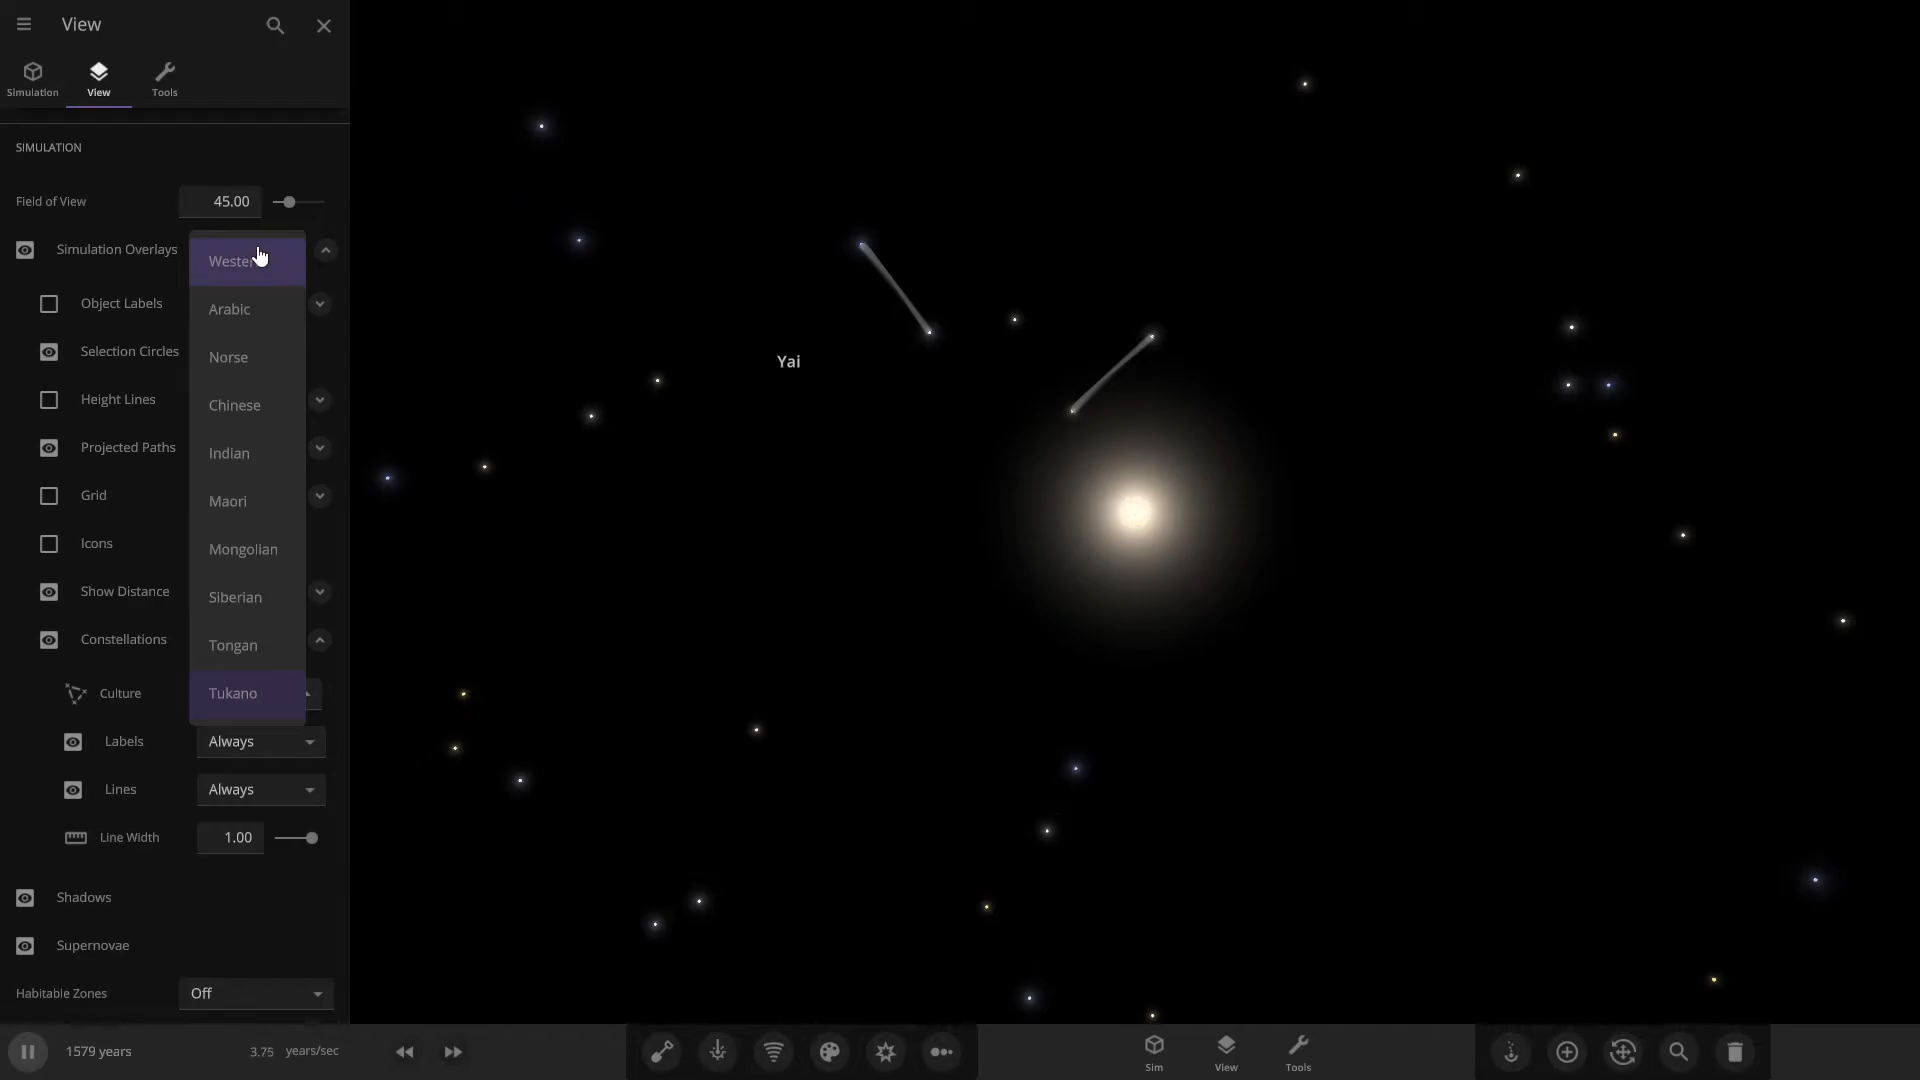 View
Simulation
View
Tools
SIMULATION
Field of View
45.00
Simulation Overlays
Object Labels
Selection Circles
Height Lines
Projected Paths
Grid
Icons
Show Distance
Constellations
Culture
Labels
Always
Lines
Always
Line Width
1.00
Shadows
Supernovae
Habitable Zones
Off
Arabic
Norse
Chinese
Indian
Maori
Mongolian
Siberian
Tongan
Tukano
Yai
1579 years
3.75 years/sec
Sim
View
Tools